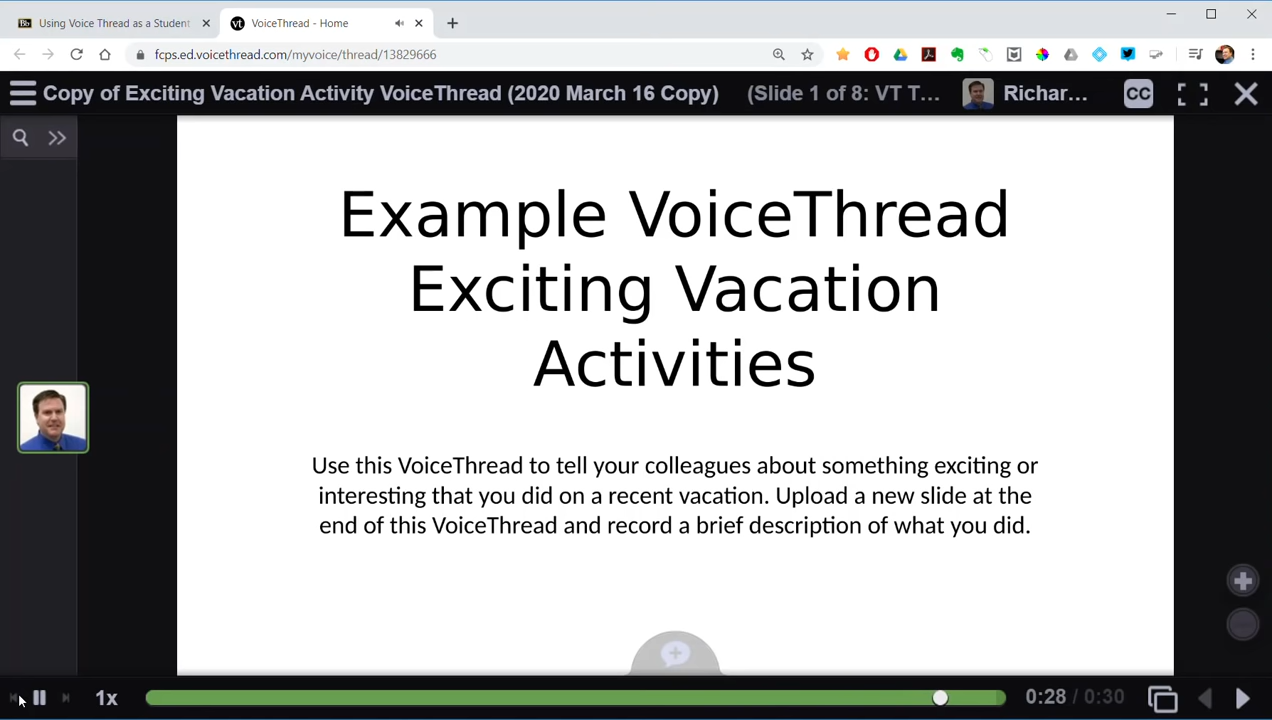 Bb Using Voice Thread as a Student
vt VoiceThread - Home
fcps.ed.voicethread.com/myvoice/thread/13829666
Copy of Exciting Vacation Activity VoiceThread (2020 March 16 Copy) (Slide 1 of 8: VT T... Richar... CC
Example VoiceThread
Exciting Vacation
Activities
Use this VoiceThread to tell your colleagues about something exciting or
interesting that you did on a recent vacation. Upload a new slide at the
end of this VoiceThread and record a brief description of what you did.
1x 0:28 / 0:30